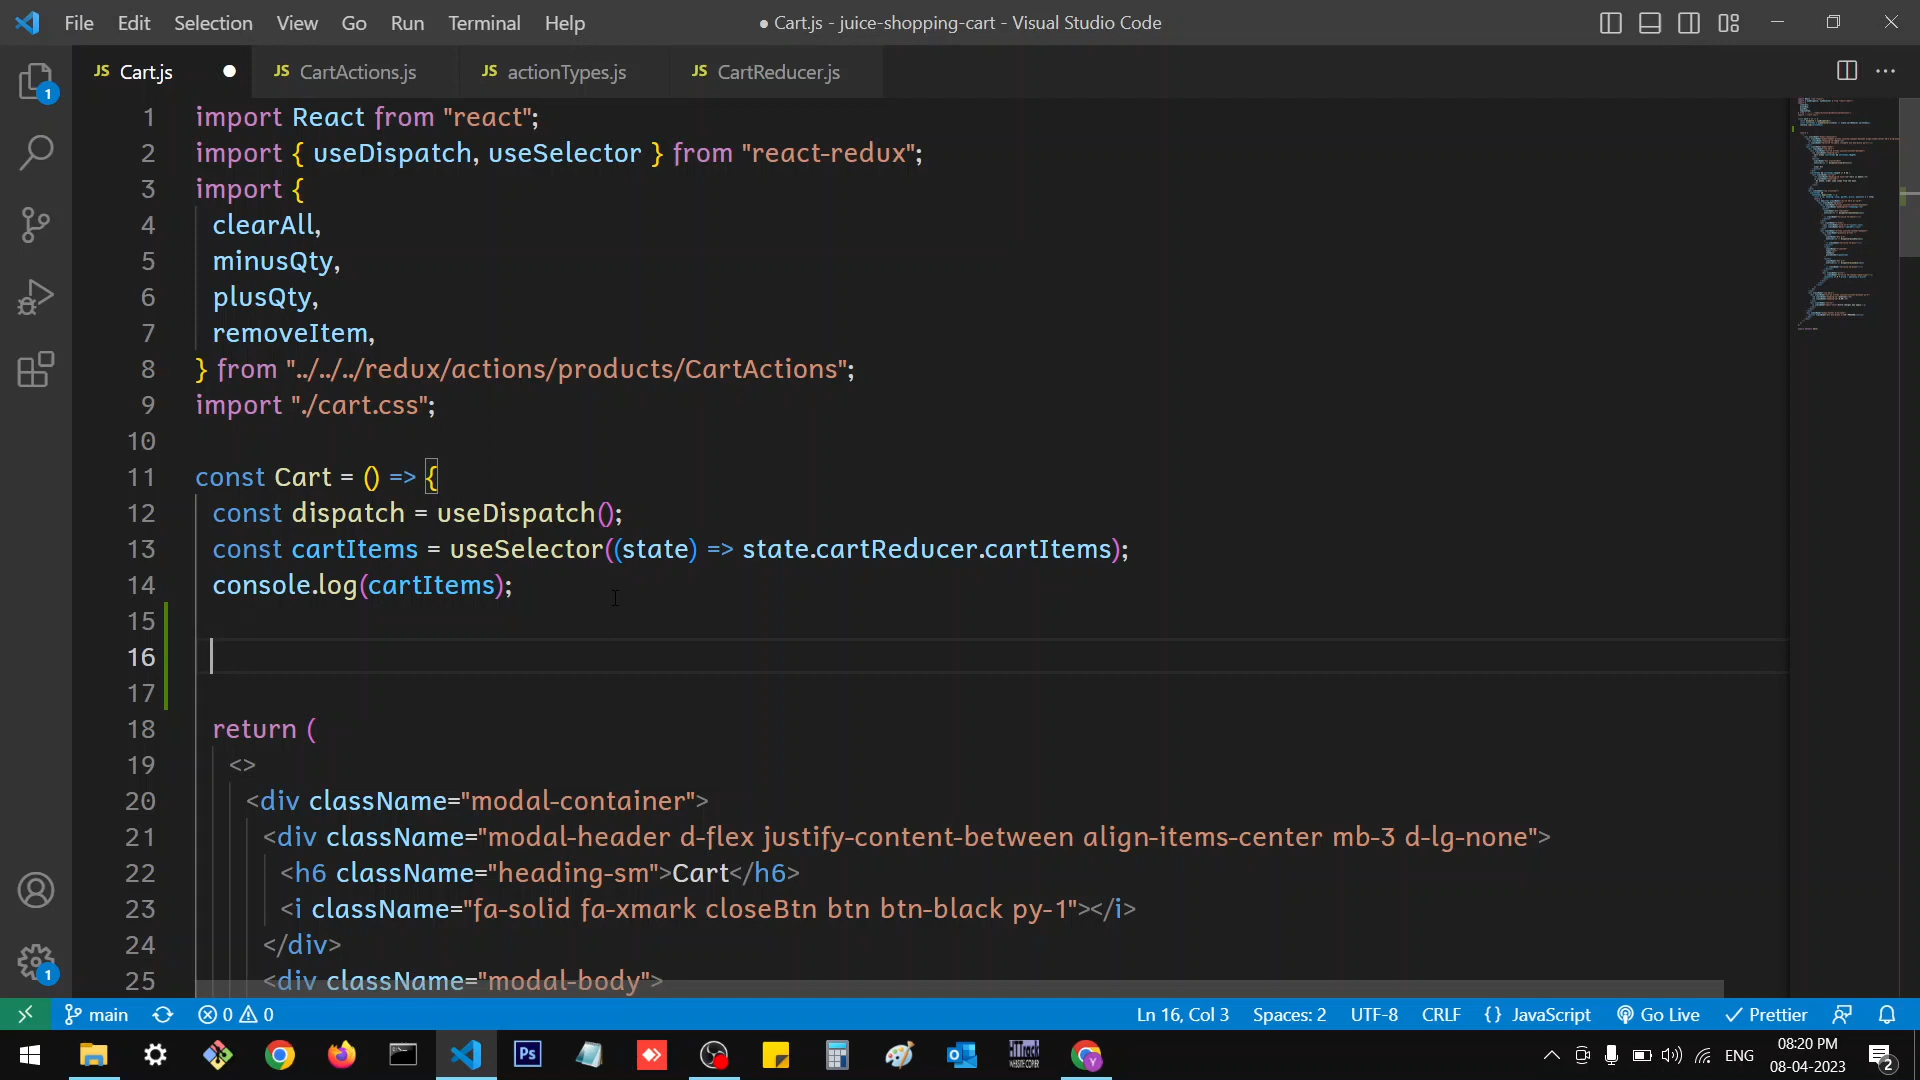 File Edit Selection View Go Run Terminal Help ● Cart.js - juice-shopping-cart - Visual Studio Code
JS Cart.js ● JS CartActions.js JS actionTypes.js JS CartReducer.js
1 import React from "react";
2 import { useDispatch, useSelector } from "react-redux";
3 import {
4 clearAll,
5 minusQty,
6 plusQty,
7 removeItem,
8 } from "../../../redux/actions/products/CartActions";
9 import "./cart.css";
10
11 const Cart = () => {
12 const dispatch = useDispatch();
13 const cartItems = useSelector((state) => state.cartReducer.cartItems);
14 console.log(cartItems);
15
16
17
18 return (
19 <>
20 <div className="modal-container">
21 <div className="modal-header d-flex justify-content-between align-items-center mb-3 d-lg-none">
22 <h6 className="heading-sm">Cart</h6>
23 <i className="fa-solid fa-xmark closeBtn btn btn-black py-1"></i>
24 </div>
25 <div className="modal-body">
1
1
main 0 0 Ln 16, Col 3 Spaces: 2 UTF-8 CRLF {} JavaScript Go Live Prettier
Ps HTTrack WEBSITE COPIER Y ENG 08:20 PM
08-04-2023 2